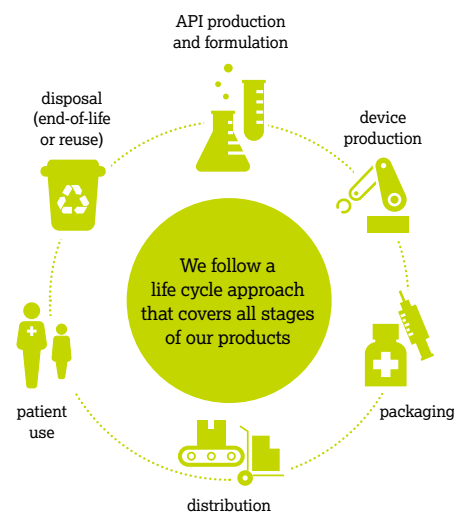 API production
and formulation
device
production
packaging
distribution
patient
use
disposal
(end-of-life
or reuse)
We follow a
life cycle approach
that covers all stages
of our products